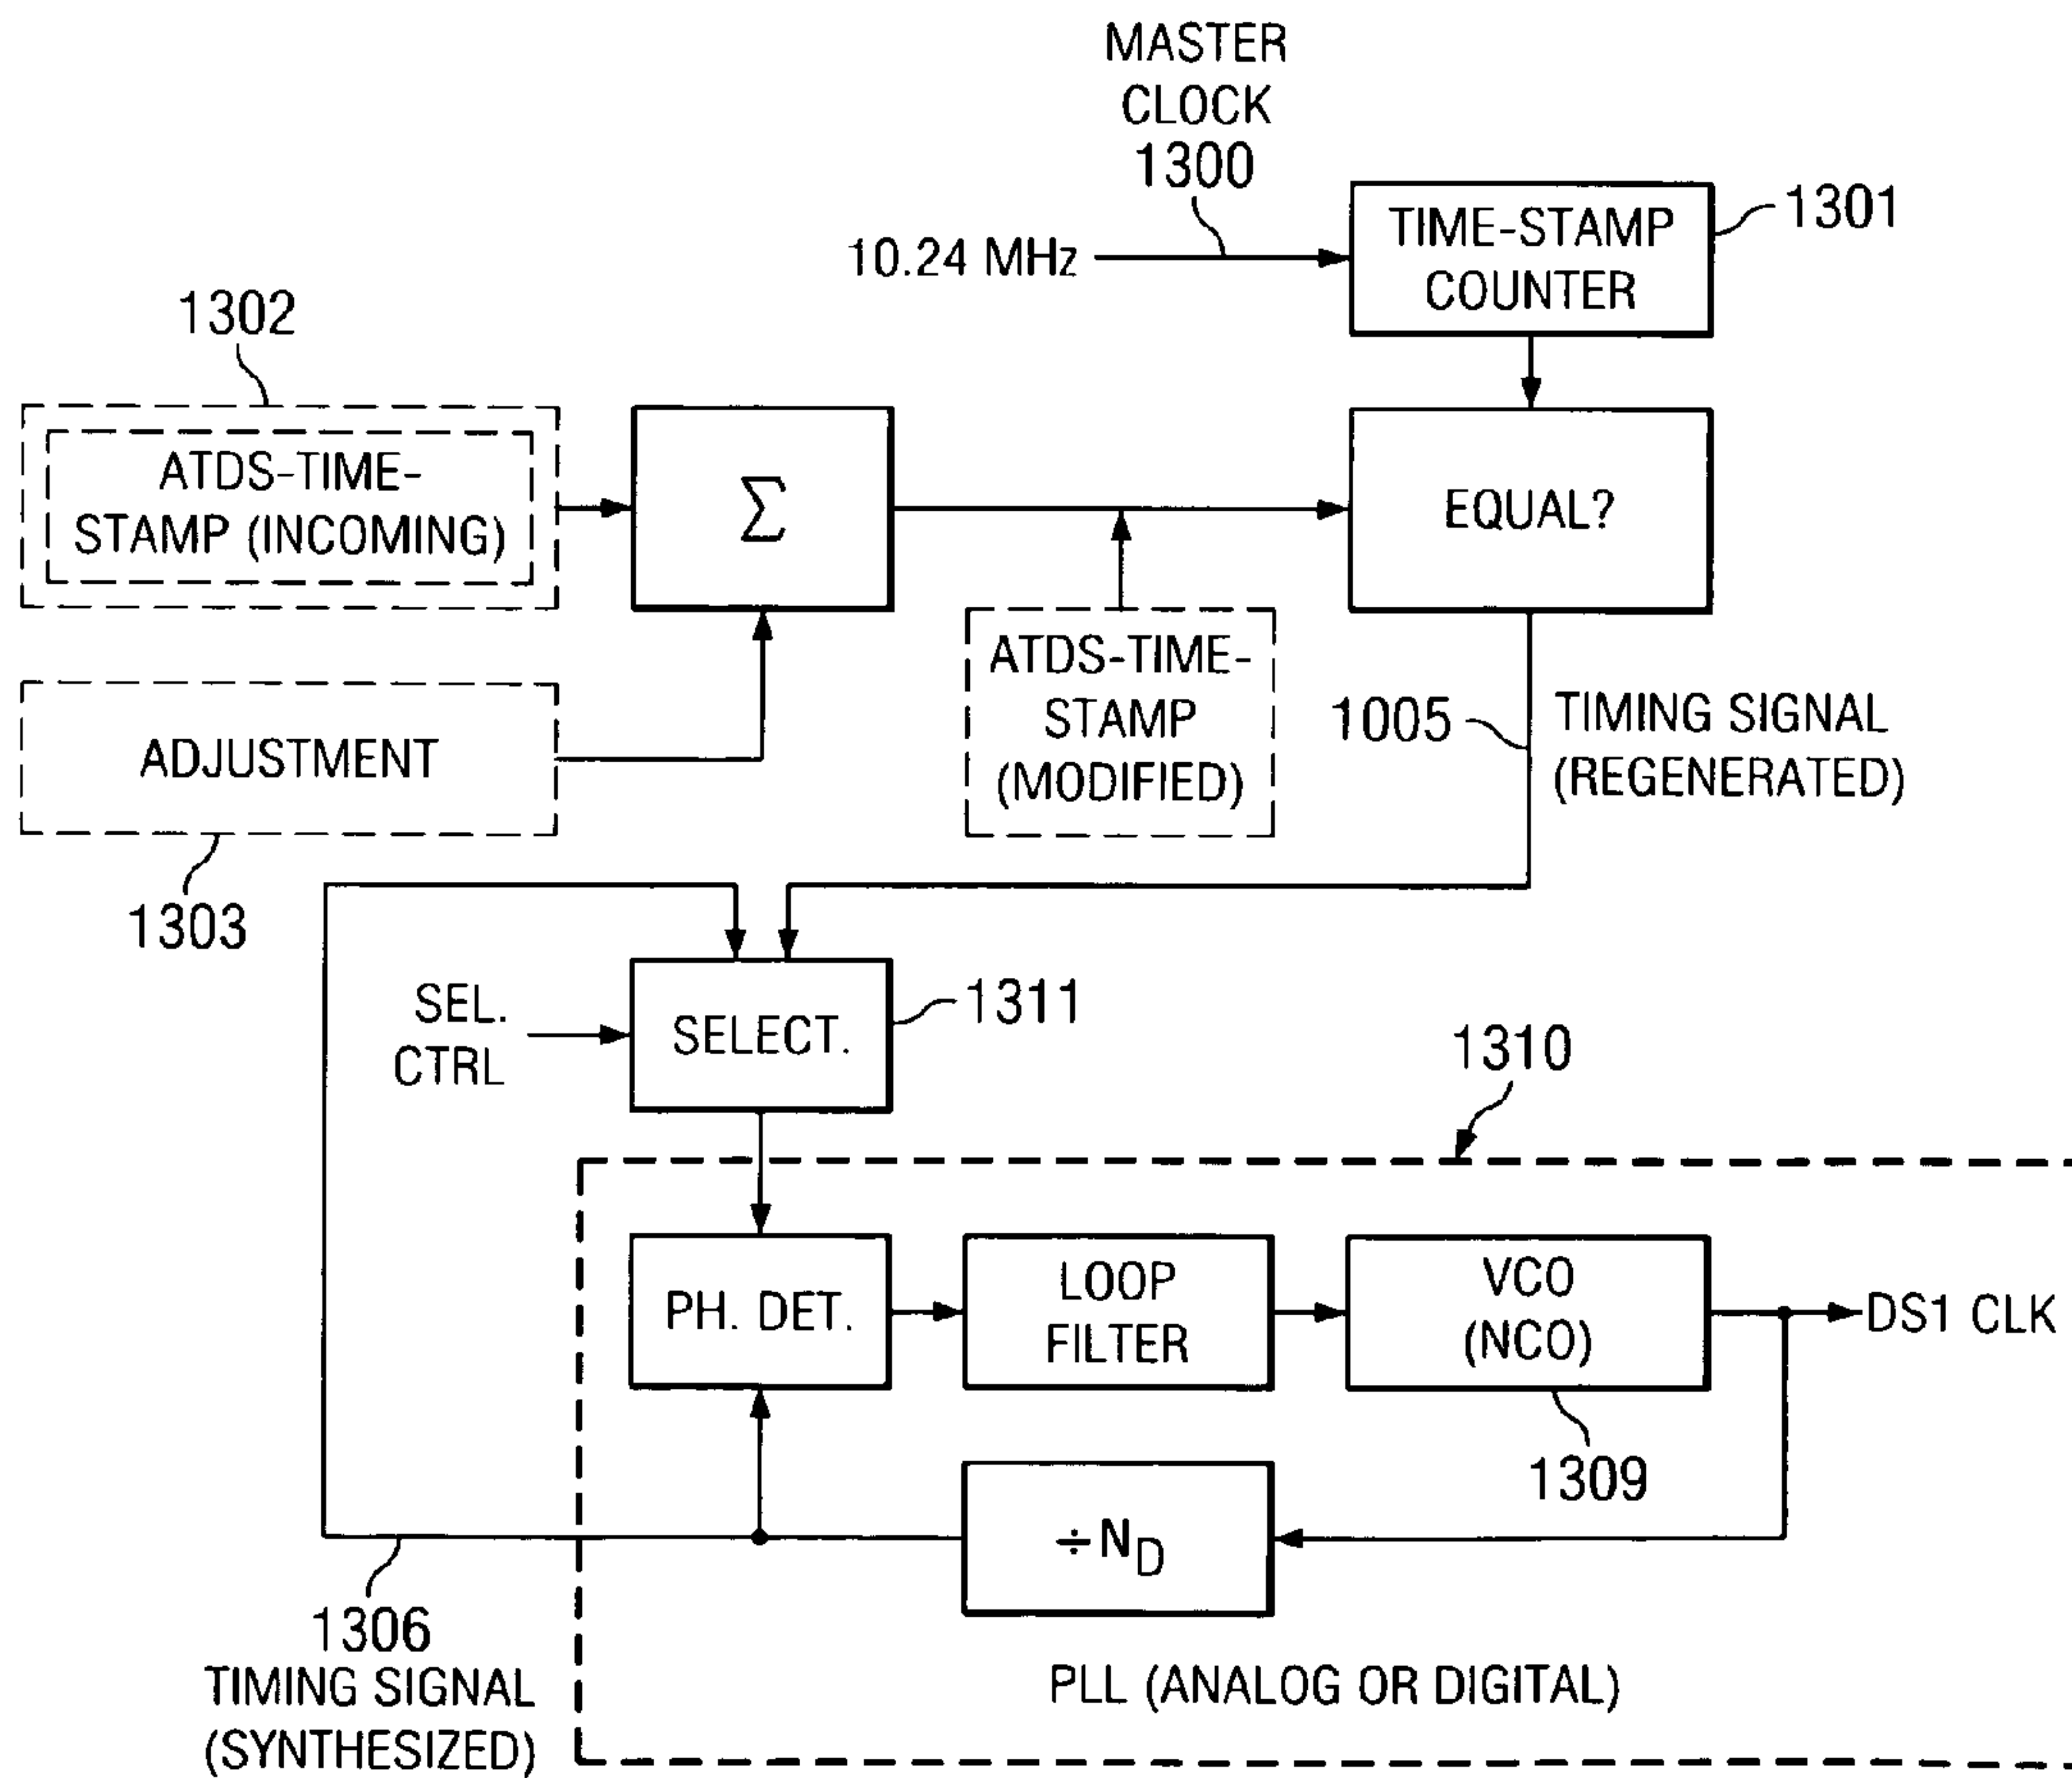 MASTER
CLOCK
1300
10.24 MHz
TIME-STAMP
COUNTER
1301
1302
ATDS-TIME-
STAMP (INCOMING)
Σ
EQUAL?
ADJUSTMENT
1303
ATDS-TIME-
STAMP
(MODIFIED)
1005
TIMING SIGNAL
(REGENERATED)
SEL.
CTRL
SELECT.
1311
1310
PH. DET.
LOOP
FILTER
VCO
(NCO)
DS1 CLK
1309
÷ND
1306
TIMING SIGNAL
(SYNTHESIZED)
PLL (ANALOG OR DIGITAL)